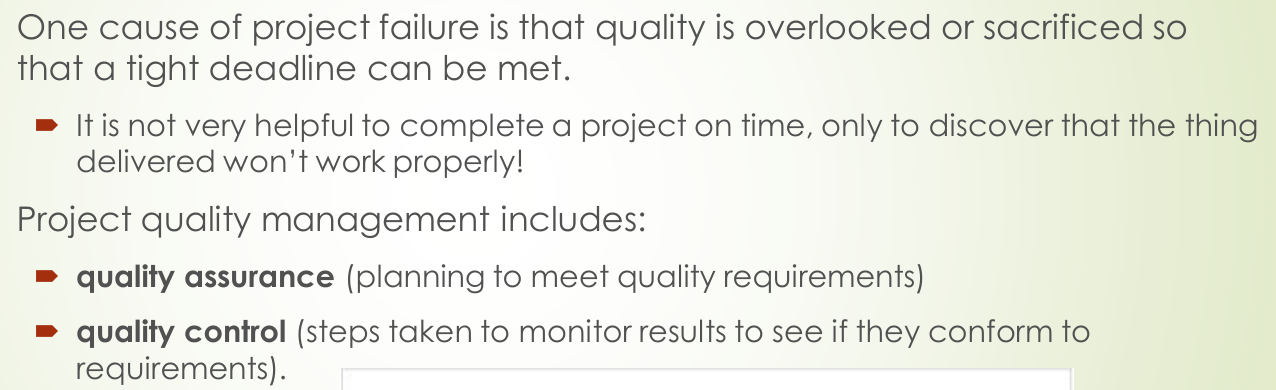 One cause of project failure is that quality is overlooked or sacrificed so
that a tight deadline can be met.
It is not very helpful to complete a project on time, only to discover that the thing
delivered won't work properly!
Project quality management includes:
quality assurance (planning to meet quality requirements)
quality control (steps taken to monitor results to see if they conform to
requirements).